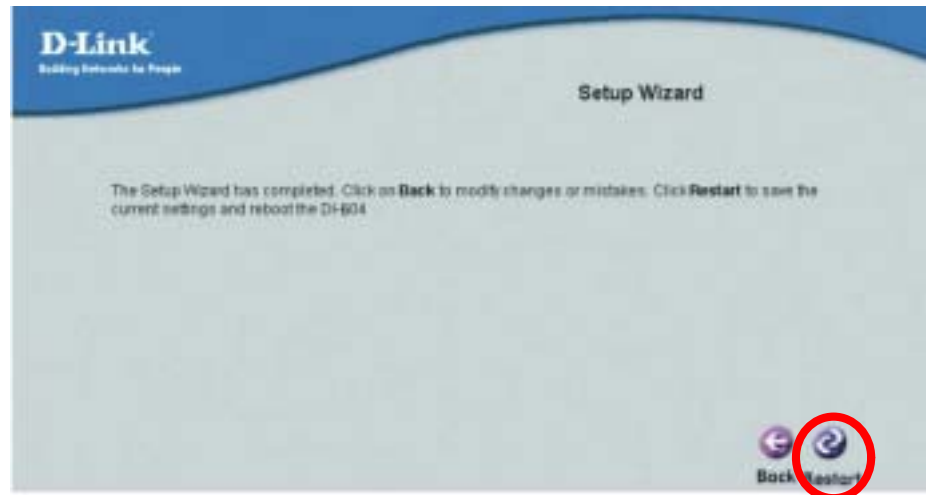 D-Link
Building Networks for People
Setup Wizard
The Setup Wizard has completed. Click on Back to modify changes or mistakes. Click Restart to save the
current settings and reboot the DI-604
Back
Restart